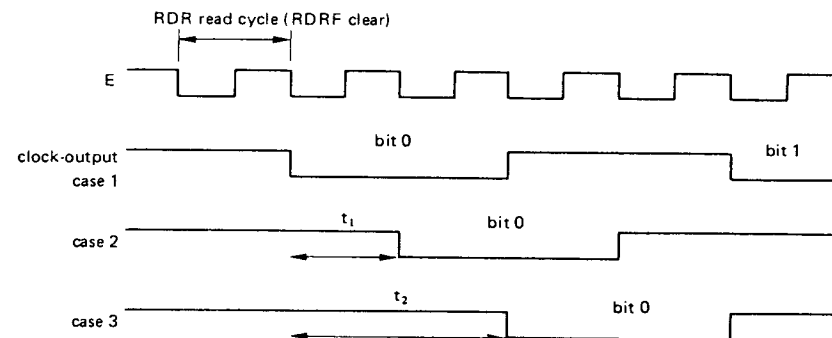 RDR read cycle (RDRF clear)
E
bit 0
bit 1
clock-output
case 1
t₁
bit 0
case 2
t₂
bit 0
case 3